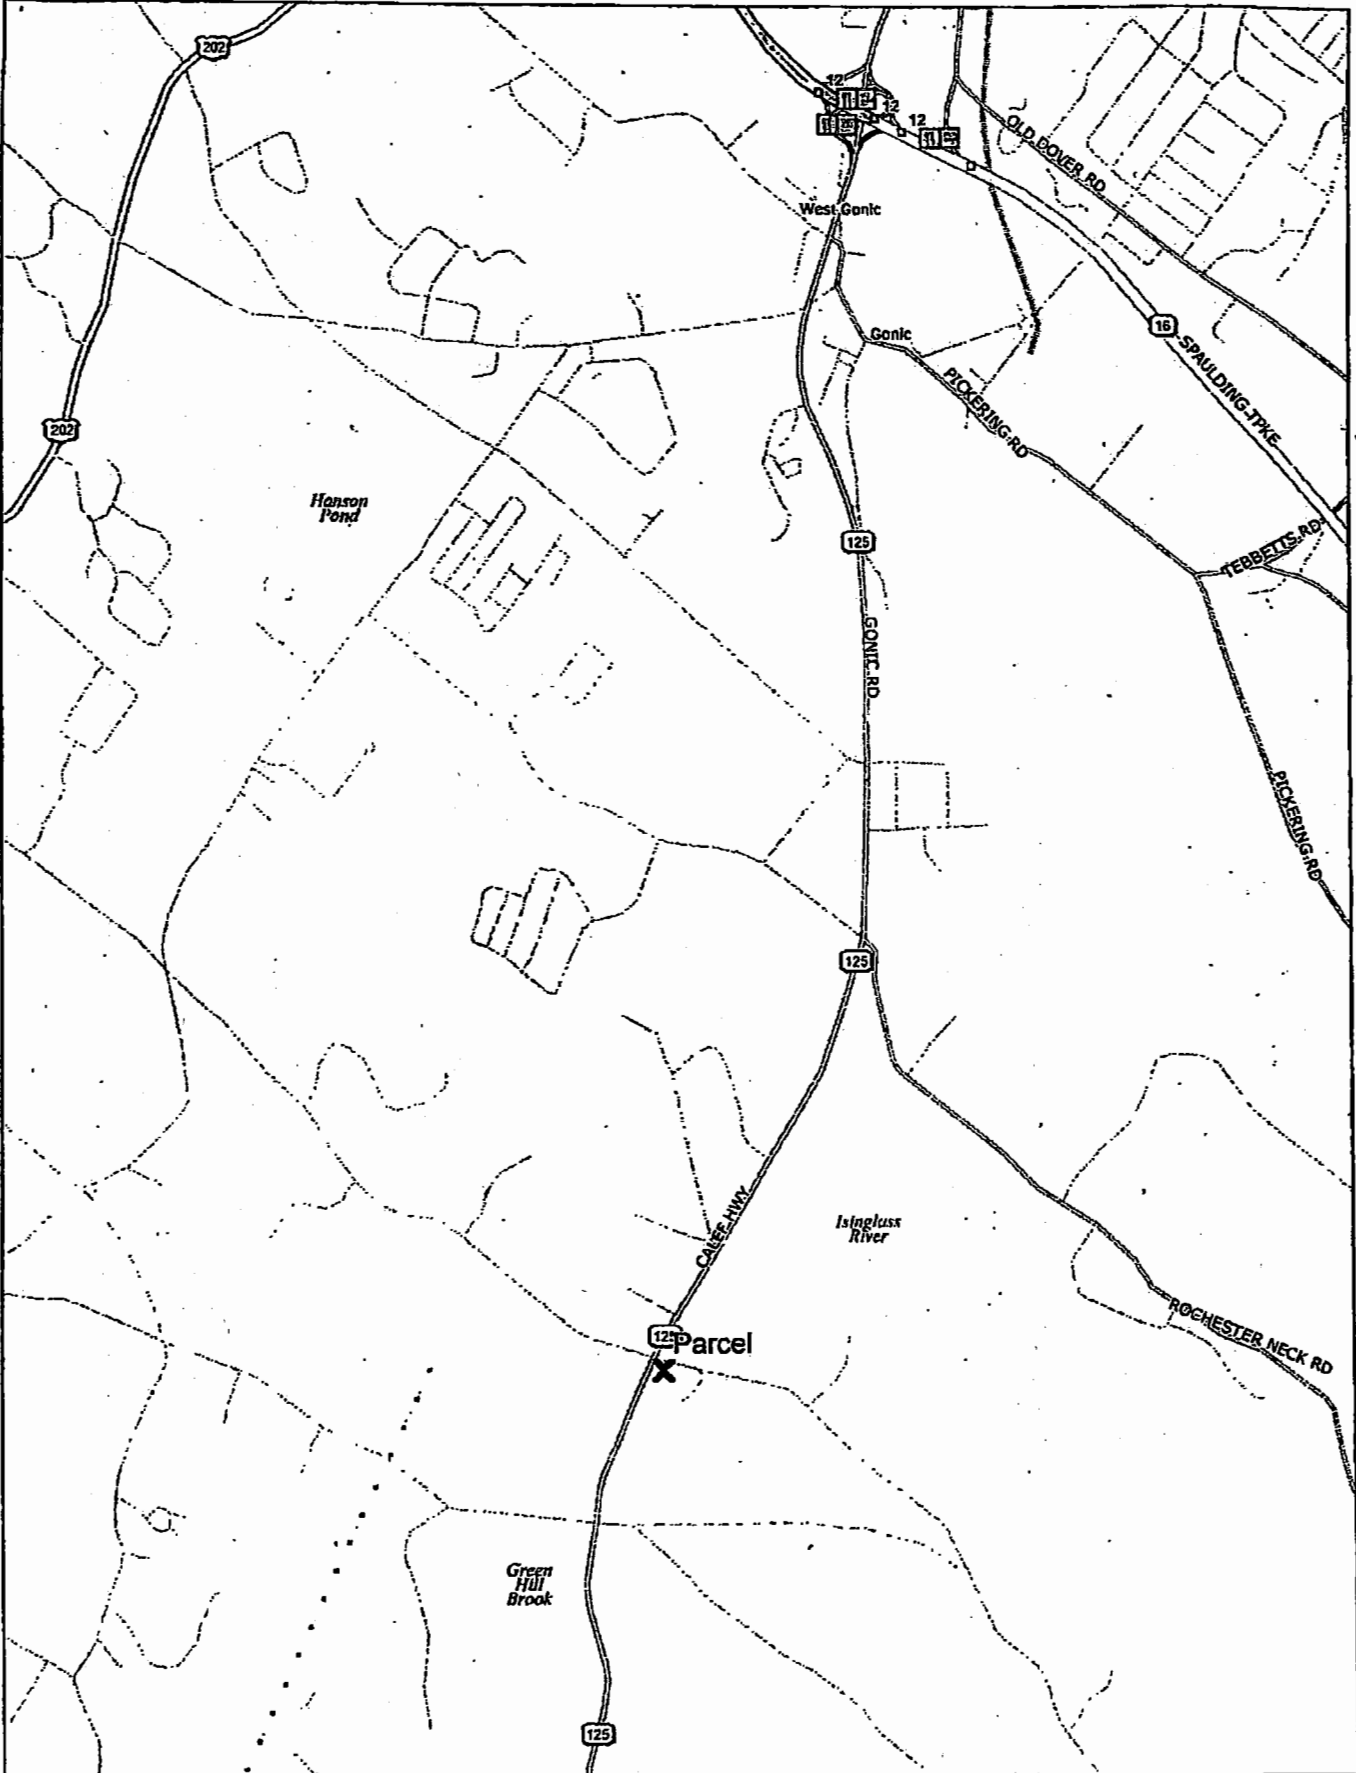 202
12
11
12
11
12
11
OLD DOVER RD
West Gonic
16
SPAULDING TPKE
Gonic
PICKERING RD
202
Hanson
Pond
125
TEBBETTS RD
GONIC RD
PICKERING RD
125
CALEF HWY
Isinglass
River
ROCHESTER NECK RD
125
Parcel
Green
Hill
Brook
125